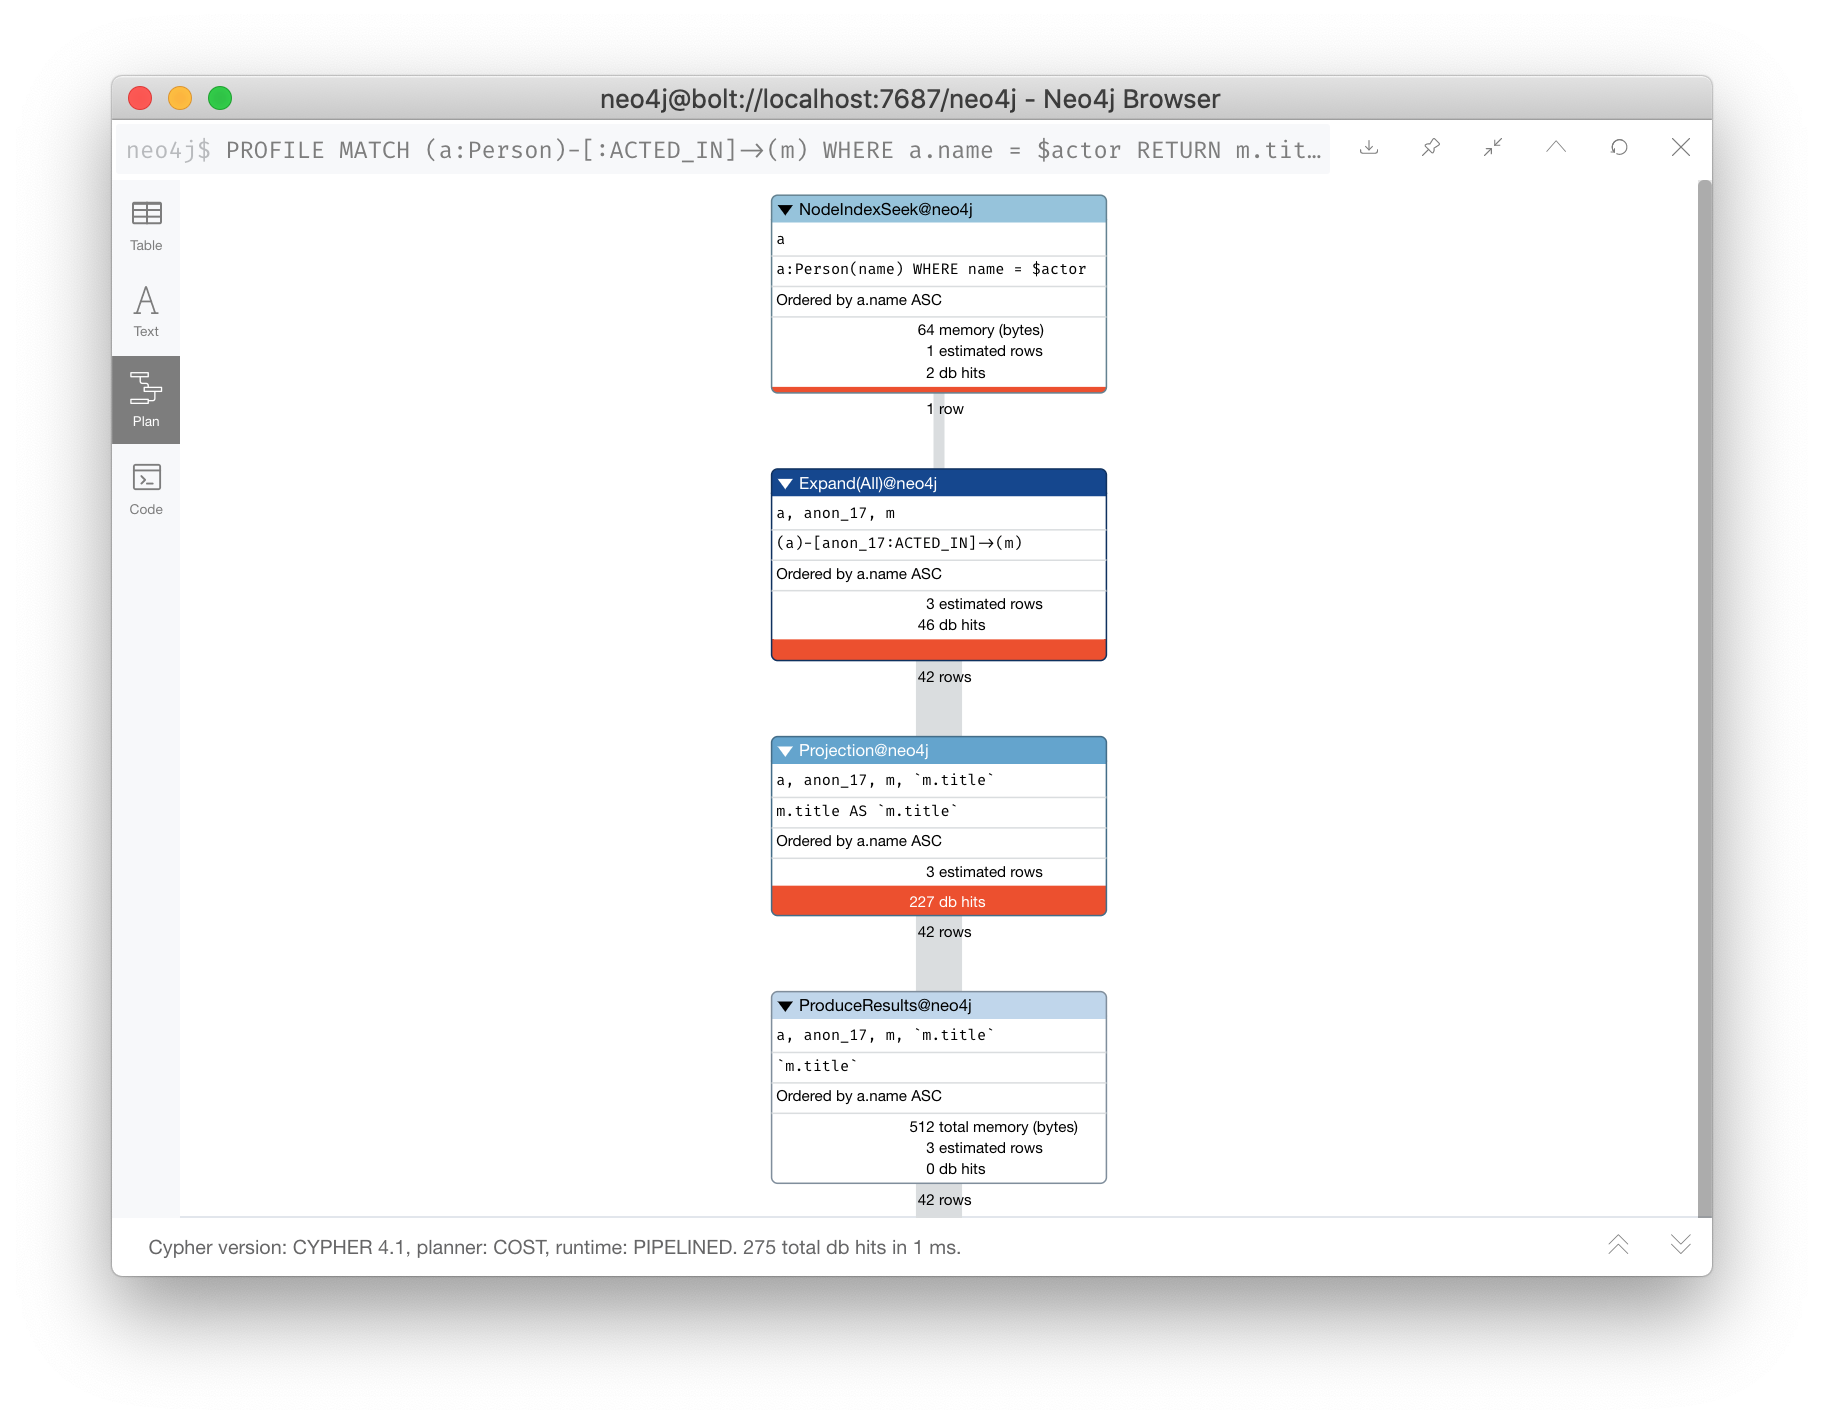 neo4j@bolt://localhost:7687/neo4j - Neo4j Browser
neo4j$ PROFILE MATCH (a:Person)-[:ACTED_IN]→(m) WHERE a.name = $actor RETURN m.tit…
Table
Text
Plan
Code
NodeIndexSeek@neo4j
a
a:Person(name) WHERE name = $actor
Ordered by a.name ASC
64 memory (bytes)
1 estimated rows
2 db hits
1 row
Expand(All)@neo4j
a, anon_17, m
(a)-[anon_17:ACTED_IN]→(m)
Ordered by a.name ASC
3 estimated rows
46 db hits
42 rows
Projection@neo4j
a, anon_17, m, `m.title`
m.title AS `m.title`
Ordered by a.name ASC
3 estimated rows
227 db hits
42 rows
ProduceResults@neo4j
a, anon_17, m, `m.title`
`m.title`
Ordered by a.name ASC
512 total memory (bytes)
3 estimated rows
0 db hits
42 rows
Cypher version: CYPHER 4.1, planner: COST, runtime: PIPELINED. 275 total db hits in 1 ms.